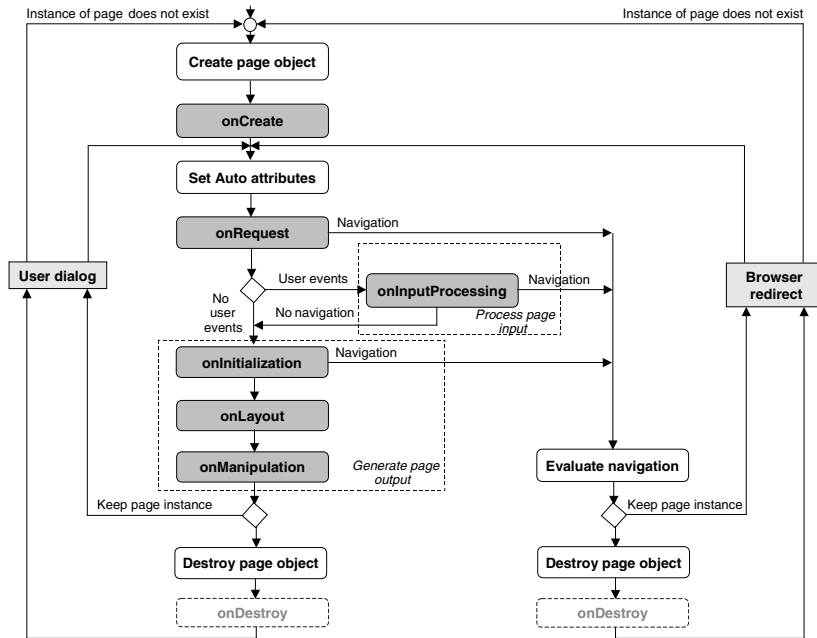 Instance of page does not exist
Instance of page does not exist
Create page object
onCreate
Set Auto attributes
onRequest
Navigation
User dialog
Browser
redirect
User events
onInputProcessing
Navigation
No
user
events
No navigation
Process page
input
onInitialization
Navigation
onLayout
onManipulation
Generate page
output
Evaluate navigation
Keep page instance
Keep page instance
Destroy page object
Destroy page object
onDestroy
onDestroy